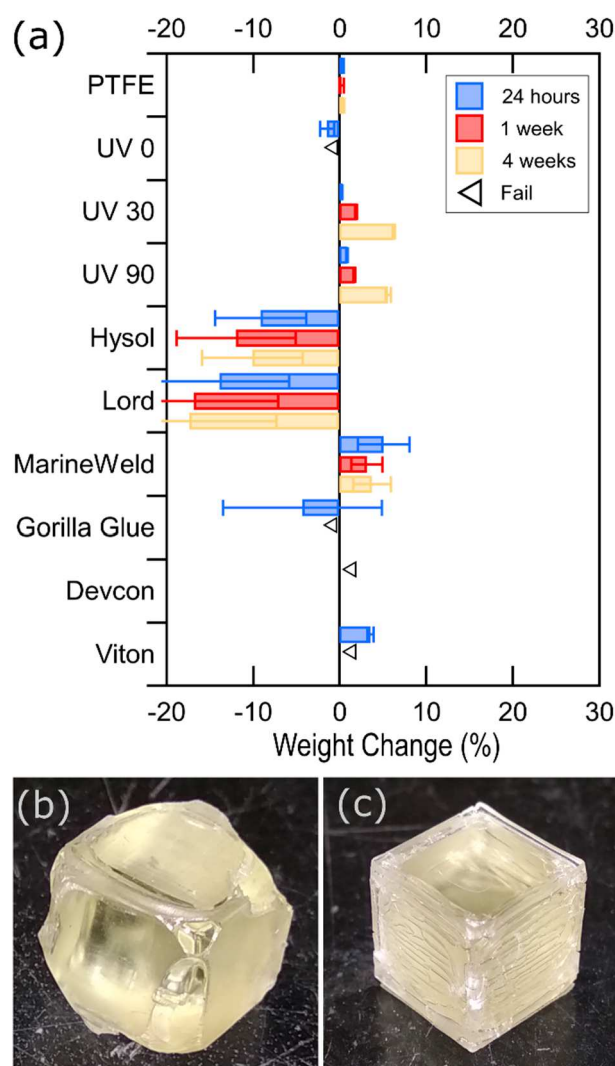 (a)
-20 -10 0 10 20 30
PTFE
UV 0
UV 30
UV 90
Hysol
Lord
MarineWeld
Gorilla Glue
Devcon
Viton
24 hours
1 week
4 weeks
Fail
-20 -10 0 10 20 30
Weight Change (%)
(b)
(c)